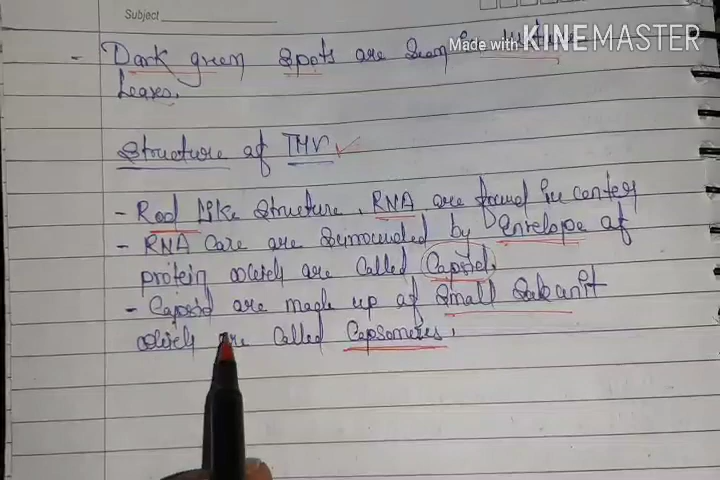 Subject
Made with KINEMASTER
- Dark green spots are seen
Leaves.
Structure of TMV
- Rod like structure, RNA are found in center
- RNA Core are surrounded by envelope of
protein which are called Capsid.
- Capsid are made up of small subunit
which are called Capsomeres.